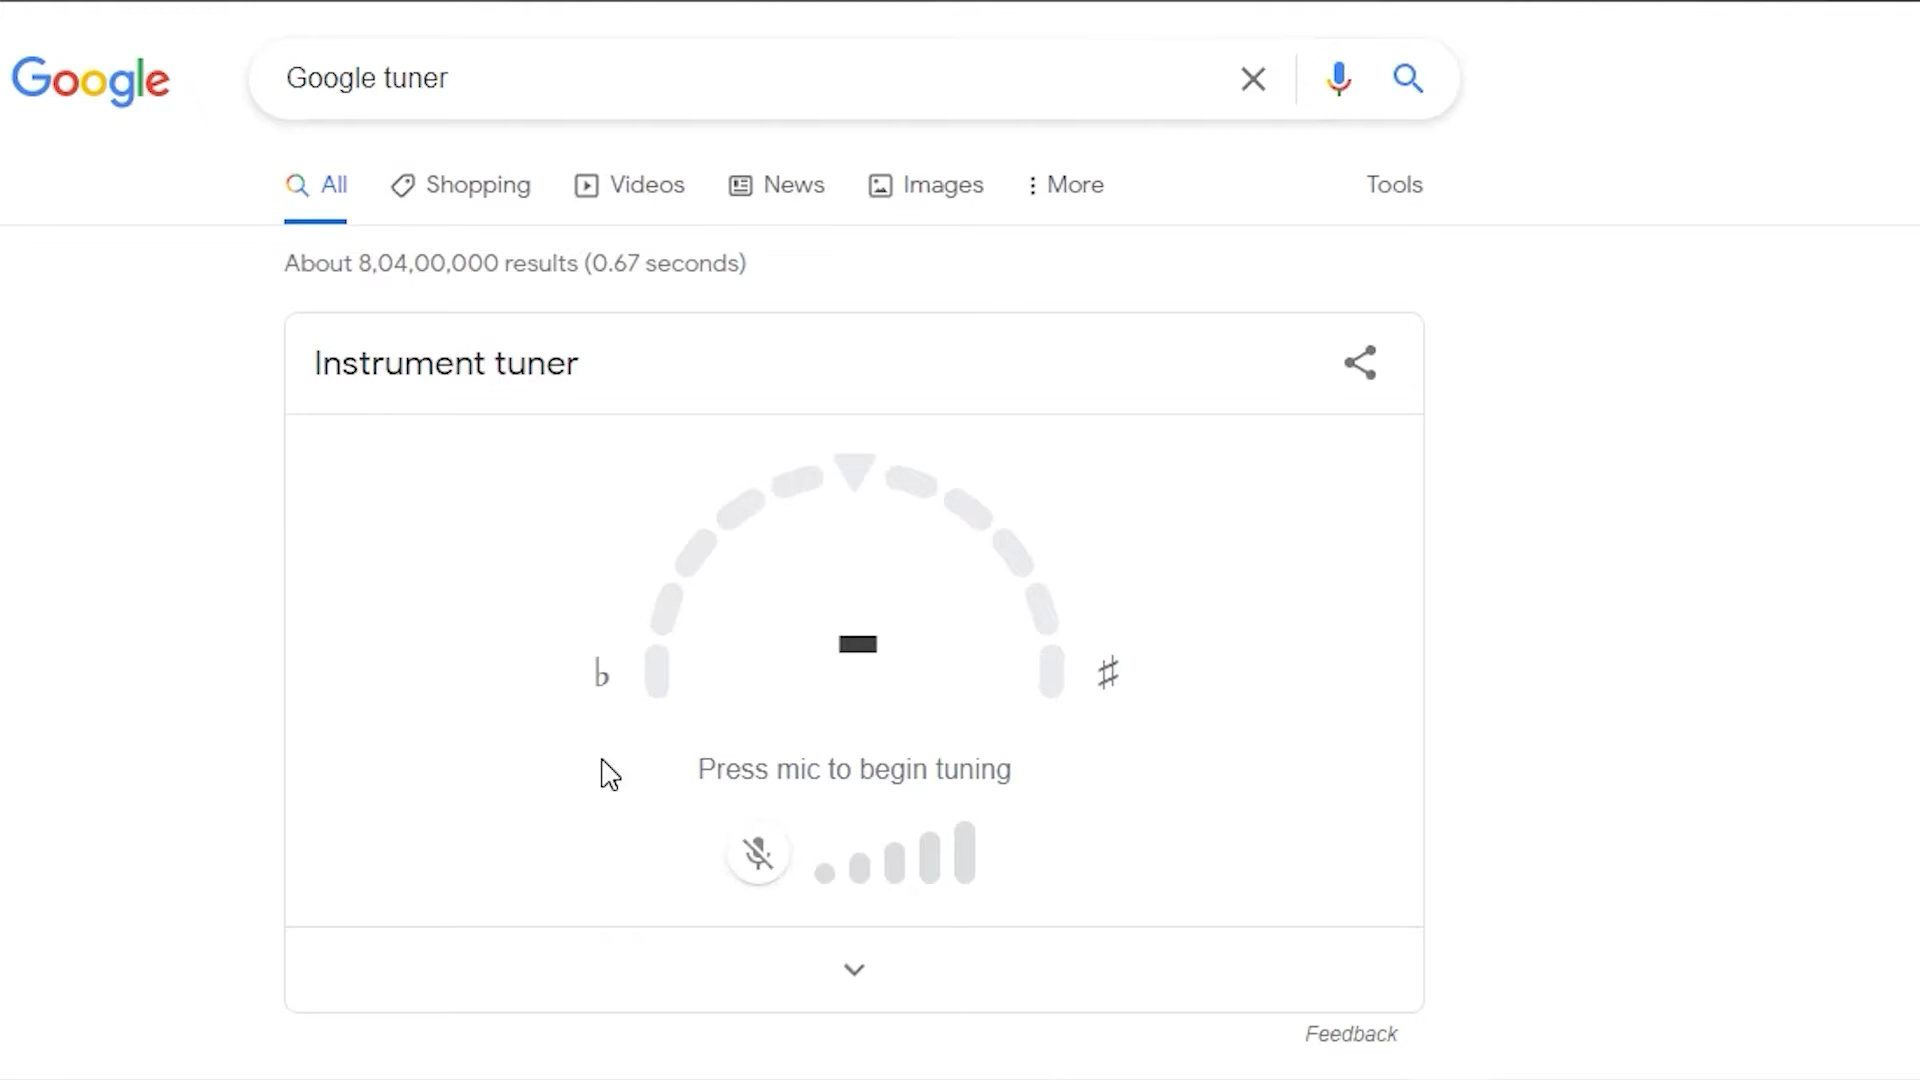 Google
Google tuner
All Shopping Videos News Images More Tools
About 8,04,00,000 results (0.67 seconds)
Instrument tuner
♭ ♯
Press mic to begin tuning
Feedback